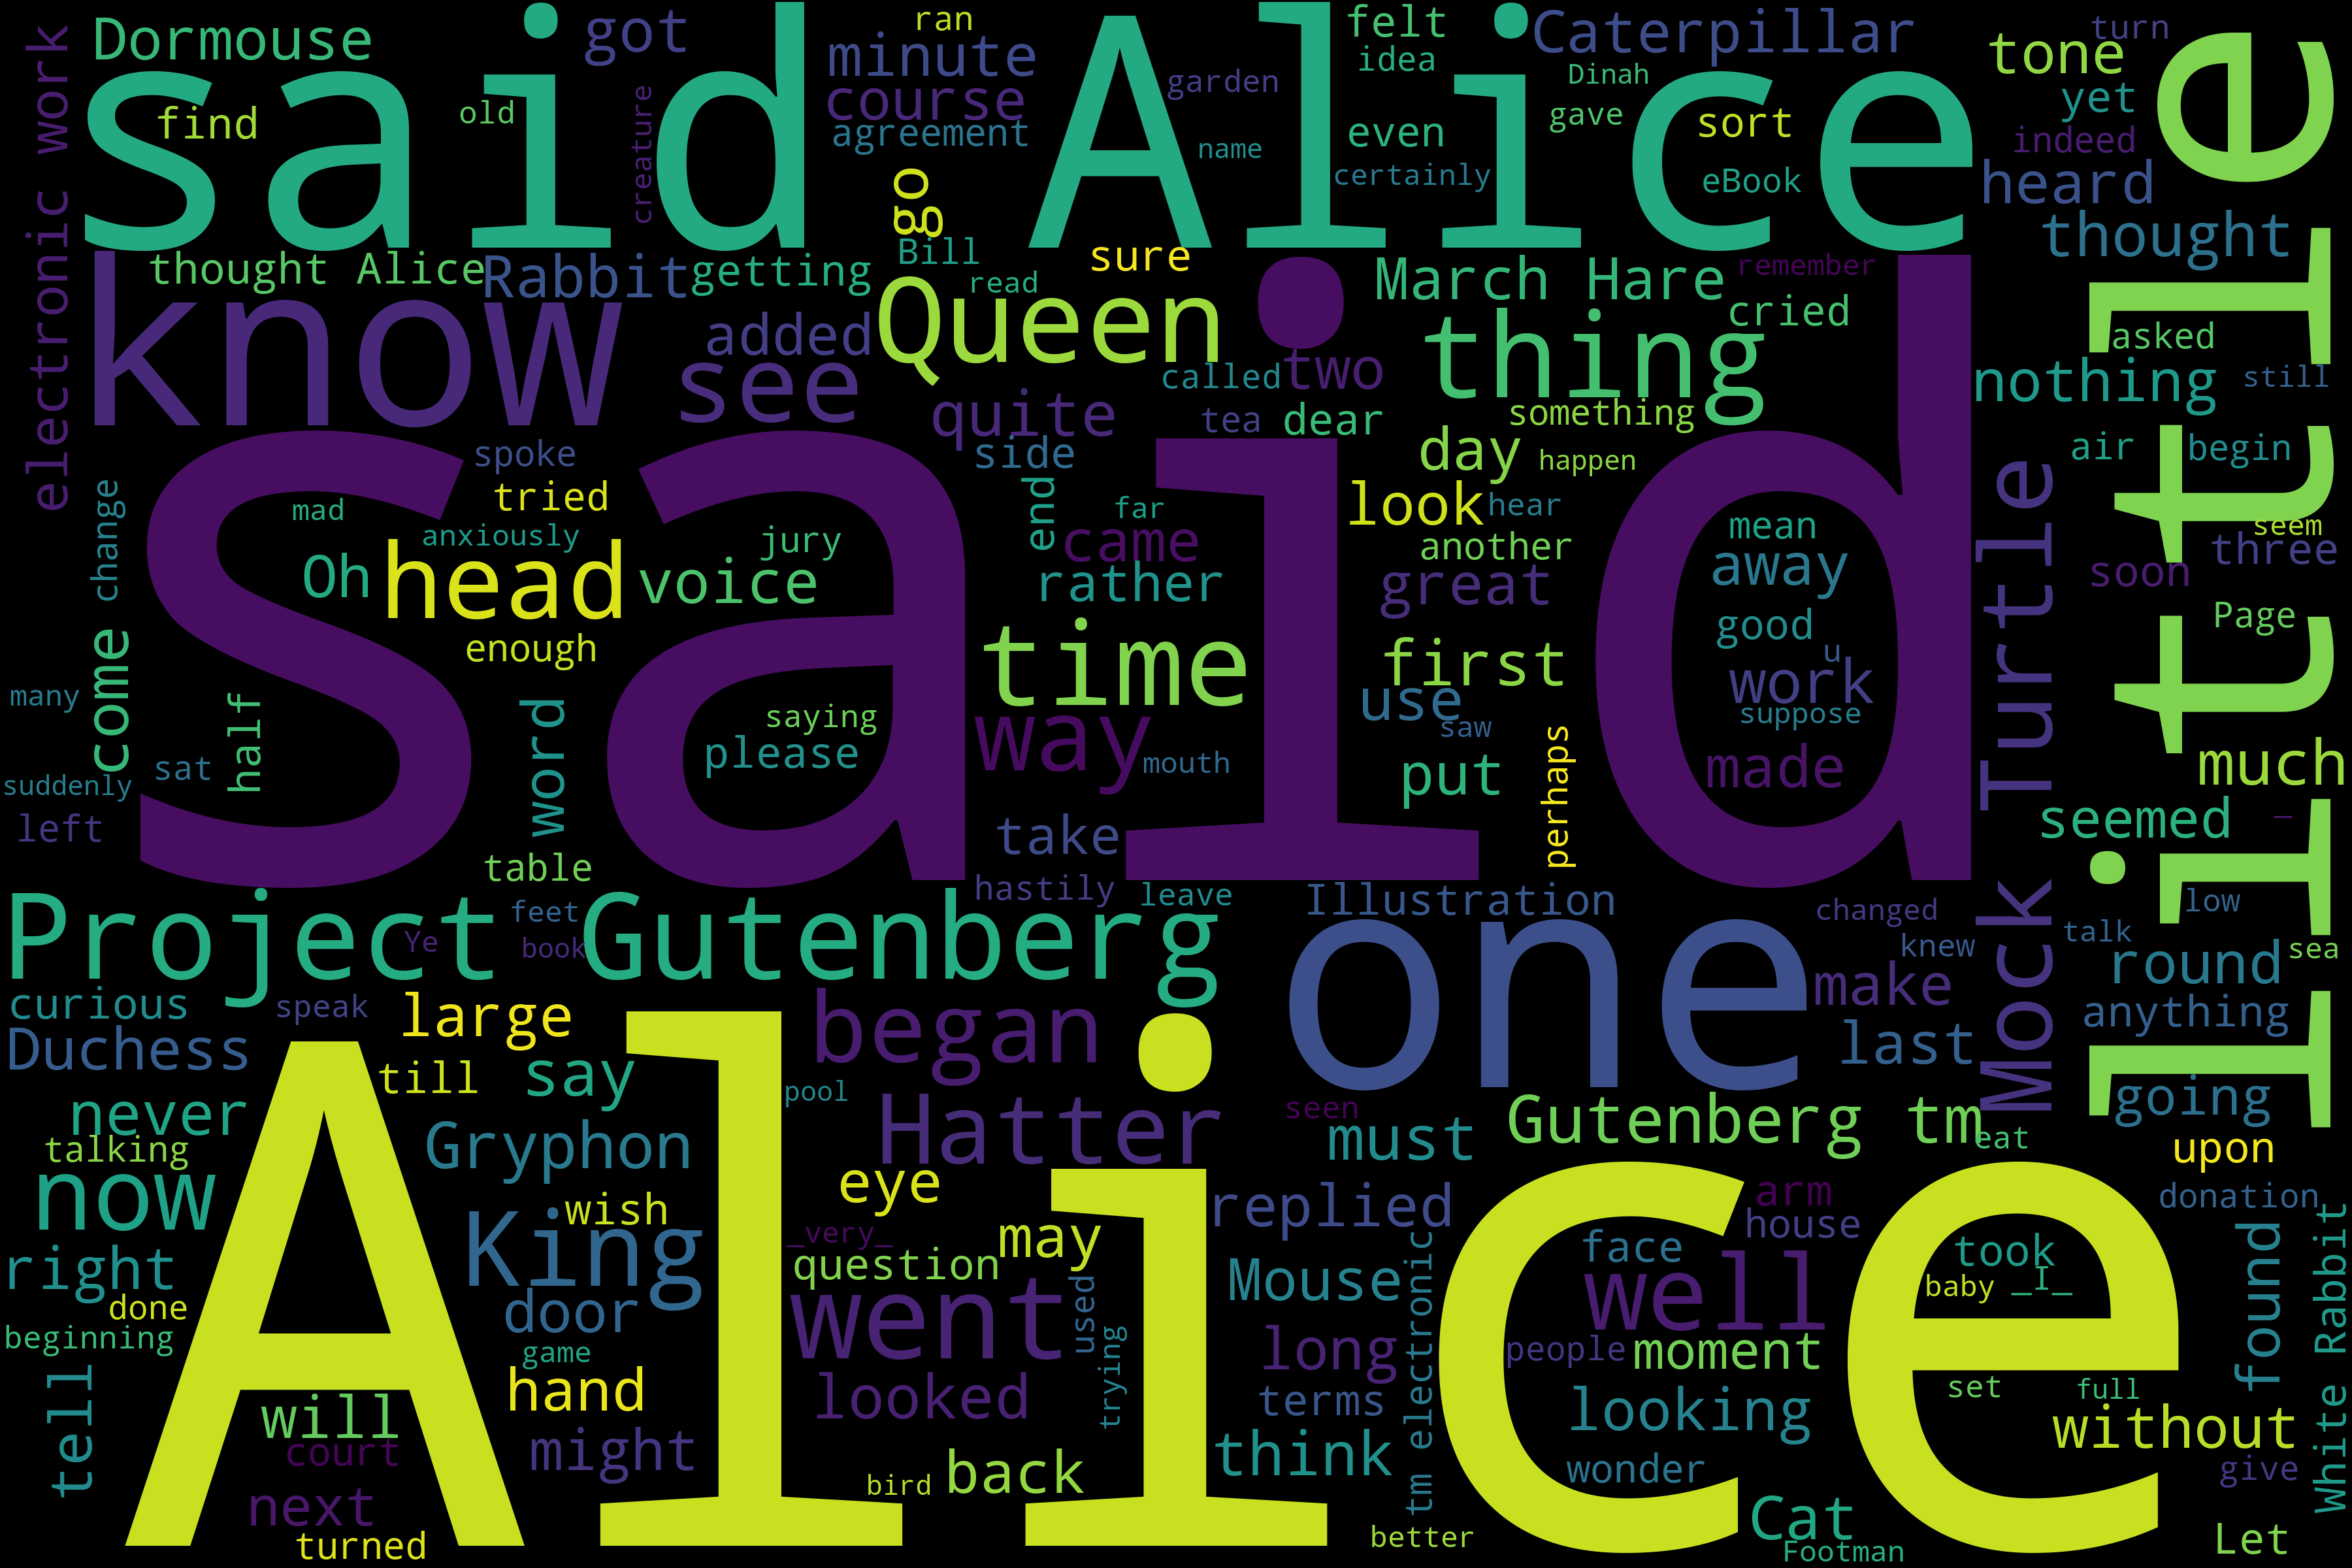 electronic work
Dormouse
said Alice
got
ran
minute
course
agreement
felt
idea
Caterpillar
Dinah
garden
tone
turn
yet
little
find
old
creature
name
even
gave
sort
certainly
eBook
indeed
heard
go
thought
thought Alice
Rabbit
getting
Bill
read
sure
March Hare
remember
know
Queen
cried
added
see
thing
asked
called
two
nothing
still
quite
tea
dear
something
spoke
side
day
happen
air
begin
said
Mock Turtle
change
tried
mad
anxiously
jury
end
far
look
hear
mean
seem
Oh
head
voice
came
another
away
three
rather
great
soon
enough
time
good
Page
first
u
come
many
half
word
saying
way
use
work
saw
suppose
please
mouth
perhaps
put
made
much
suddenly
sat
left
take
seemed
_
table
hastily
leave
Illustration
Project Gutenberg
feet
Ye
book
one
changed
knew
low
talk
sea
round
curious
speak
large
began
make
anything
Duchess
last
till
say
pool
going
never
Hatter
seen
Gutenberg tm
must
eat
talking
Gryphon
upon
now
eye
replied
arm
donation
wish
house
King
_very_
may
face
well
took
right
question
Mouse
baby
_I_
found
White Rabbit
done
door
went
used
tm electronic
beginning
game
trying
long
people
moment
Alice
tell
hand
looked
terms
set
full
will
looking
without
court
might
think
back
wonder
give
bird
next
Cat
turned
better
Footman
Let